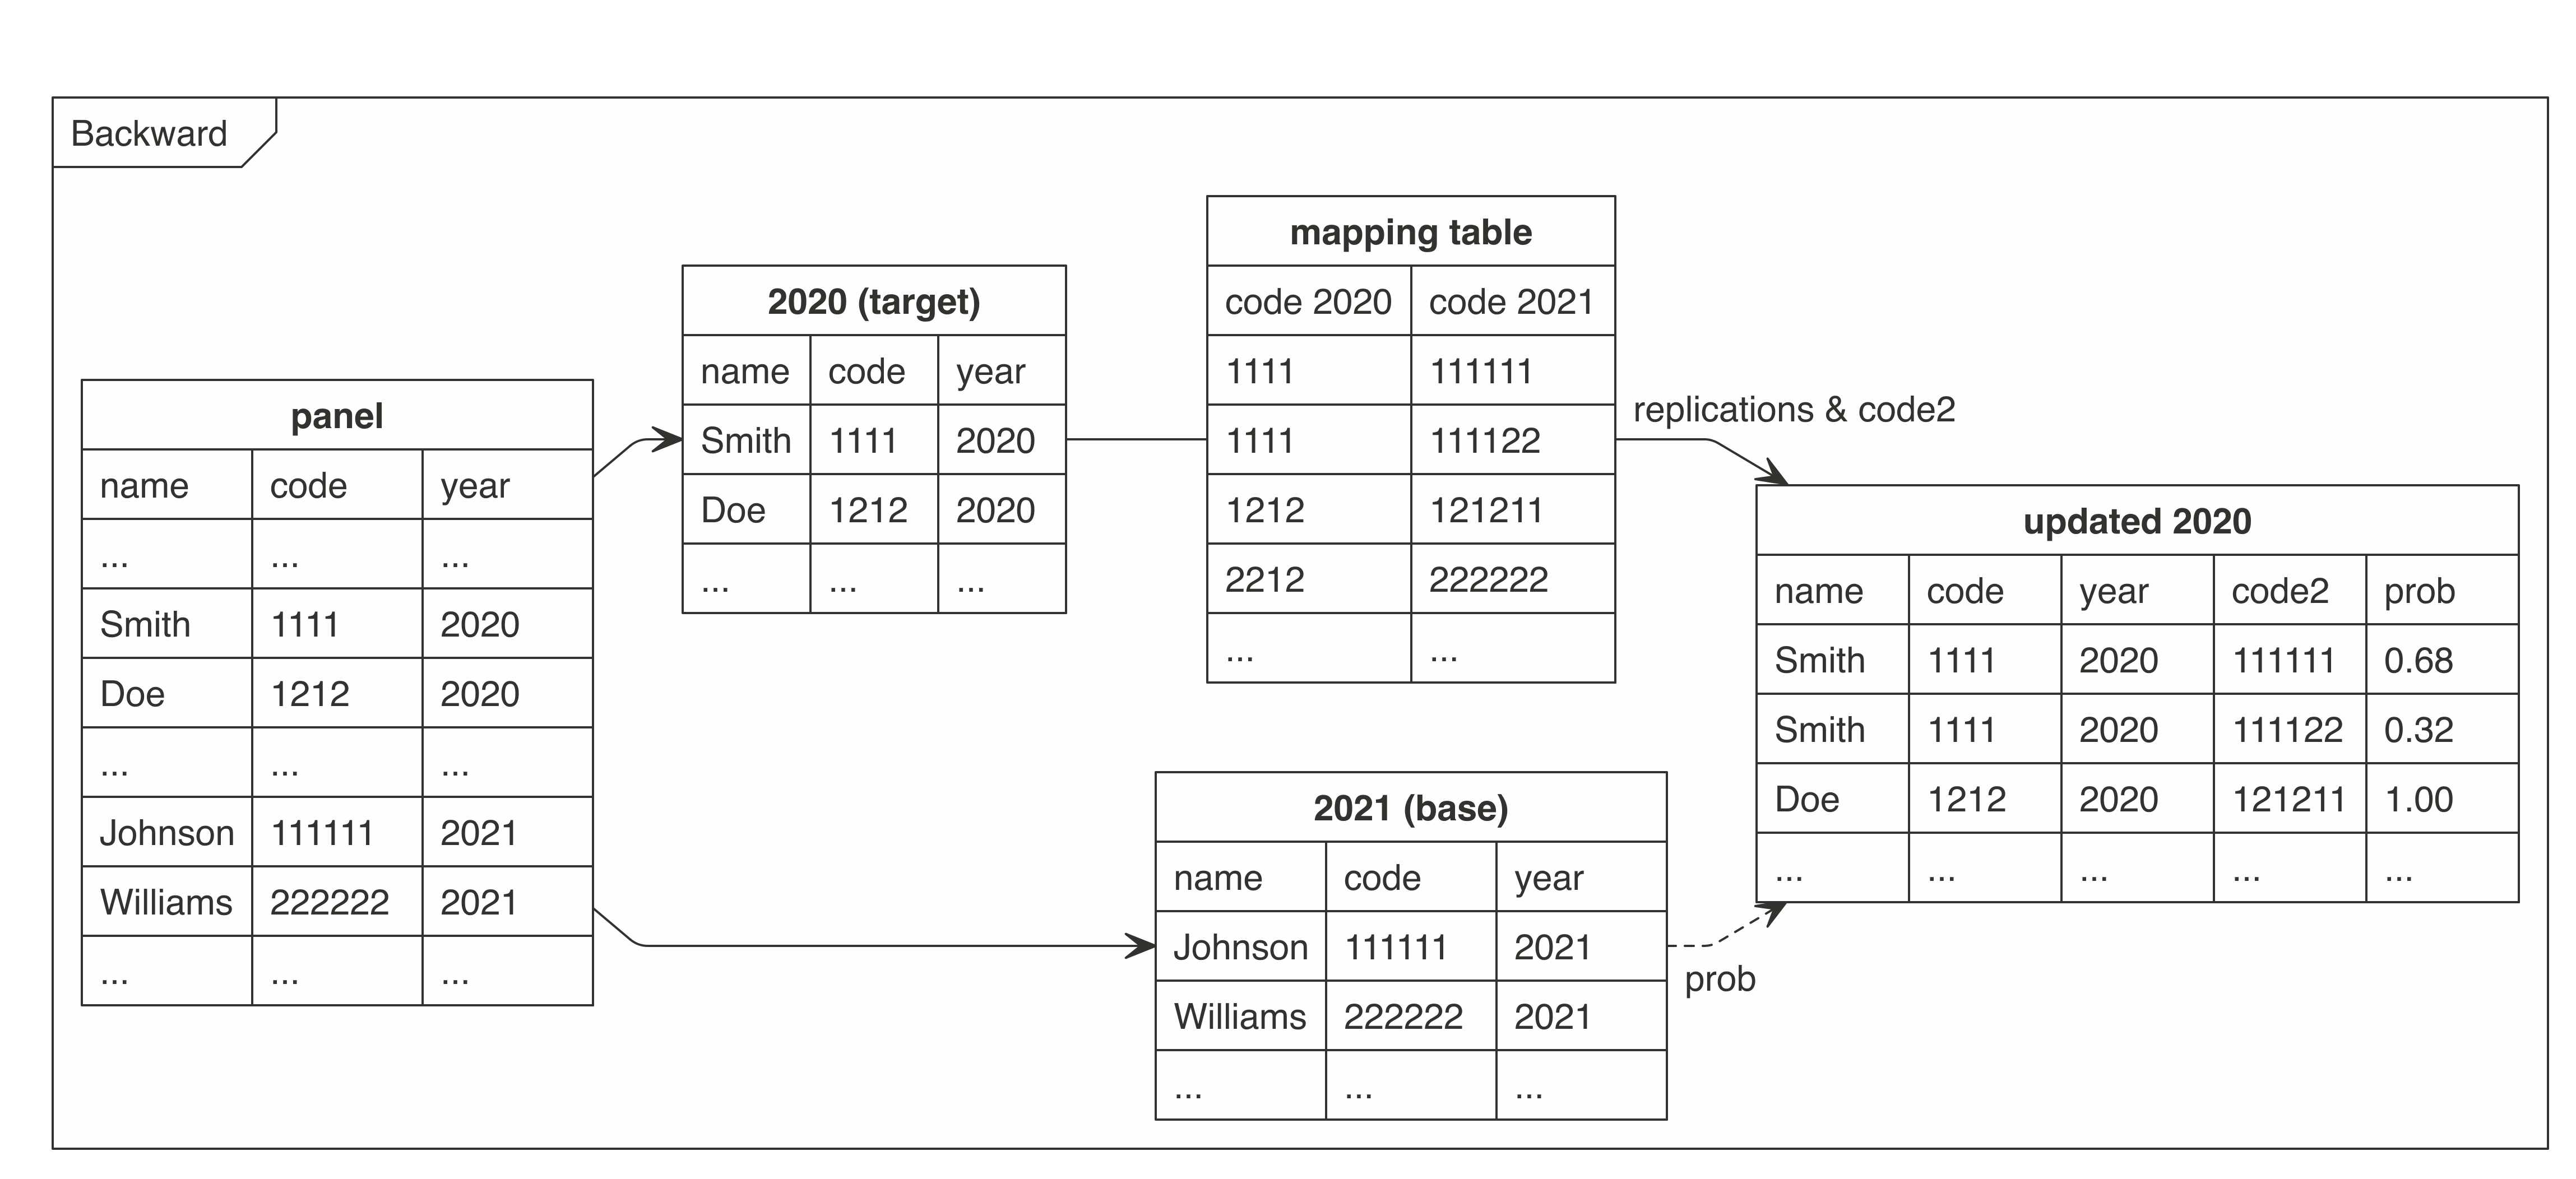 Backward
panel
name code year
... ... ...
Smith 1111 2020
Doe 1212 2020
... ... ...
Johnson 111111 2021
Williams 222222 2021
... ... ...
2020 (target)
name code year
Smith 1111 2020
Doe 1212 2020
... ... ...
mapping table
code 2020 code 2021
1111 111111
1111 111122
1212 121211
2212 222222
... ...
replications & code2
2021 (base)
name code year
Johnson 111111 2021
Williams 222222 2021
... ... ...
prob
updated 2020
name code year code2 prob
Smith 1111 2020 111111 0.68
Smith 1111 2020 111122 0.32
Doe 1212 2020 121211 1.00
... ... ... ... ...